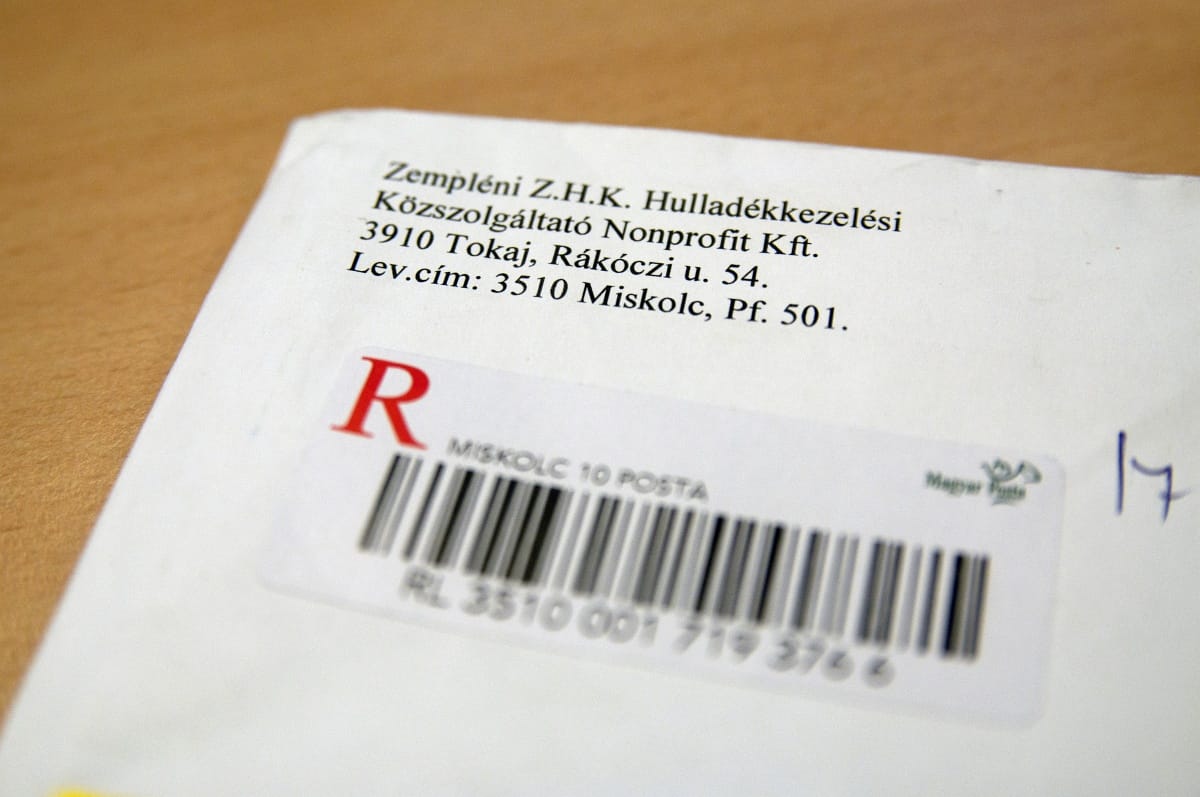 Zempléni Z.H.K. Hulladékkezelési
Közszolgáltató Nonprofit Kft.
3910 Tokaj, Rákóczi u. 54.
Lev.cím: 3510 Miskolc, Pf. 501.
R
MISKOLC 10 POSTA
Magyar Posta
17
RL 3510 001 719 376 6